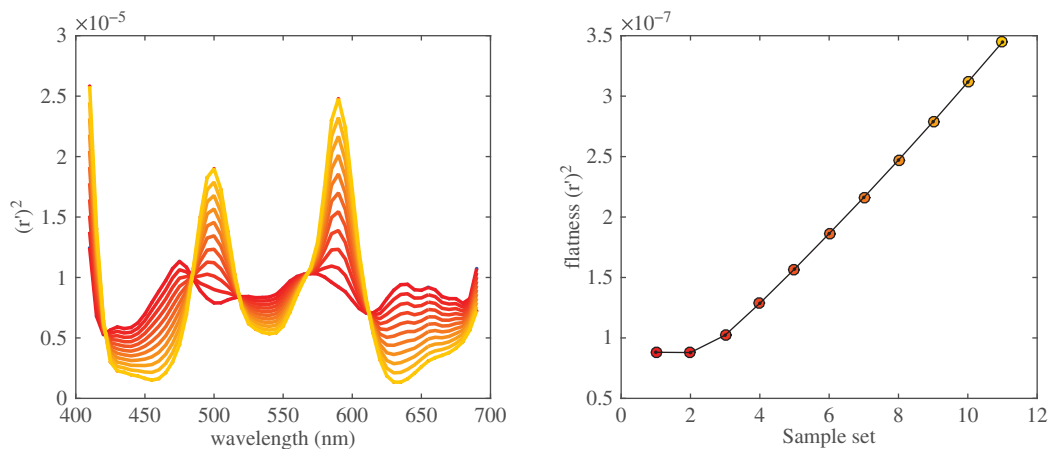 ×10⁻⁵
3
2.5
2
1.5
1
0.5
0
(r')²
400 450 500 550 600 650 700
wavelength (nm)
×10⁻⁷
3.5
3
2.5
2
1.5
1
0.5
flatness (r')²
0 2 4 6 8 10 12
Sample set